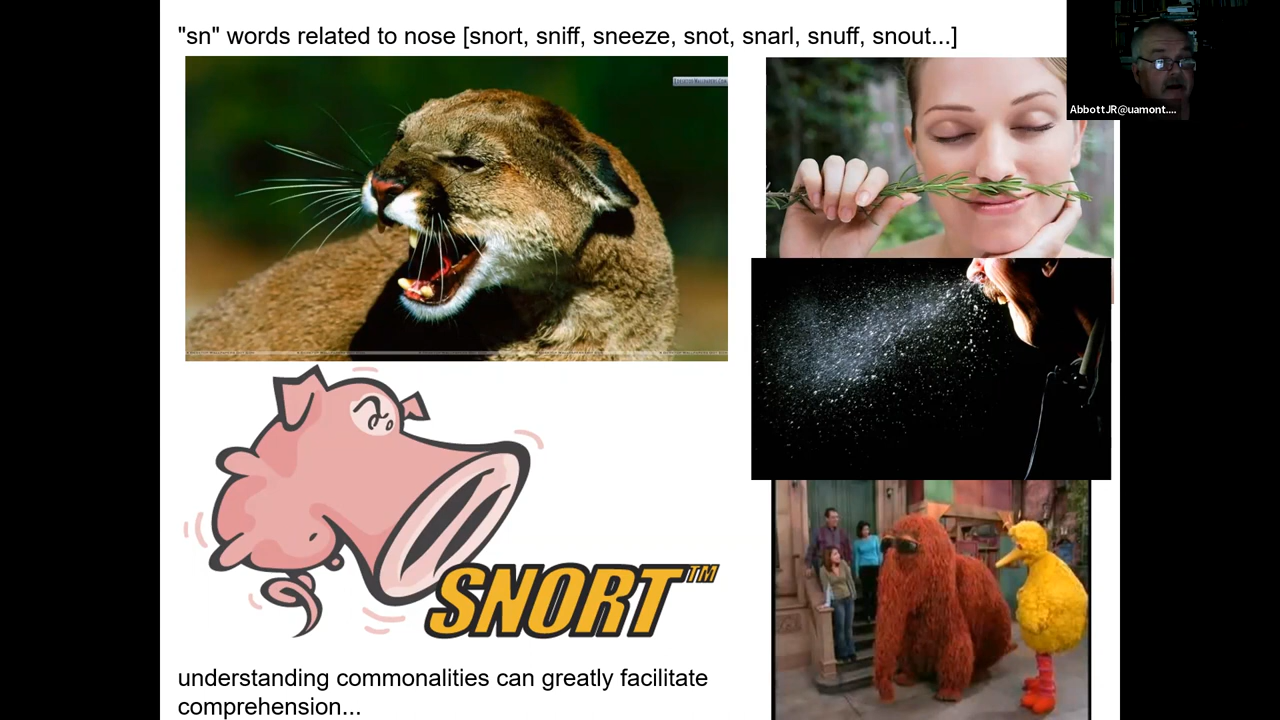 "sn" words related to nose [snort, sniff, sneeze, snot, snarl, snuff, snout...]
AbbottJR@uamont....
SNORT™
understanding commonalities can greatly facilitate
comprehension...